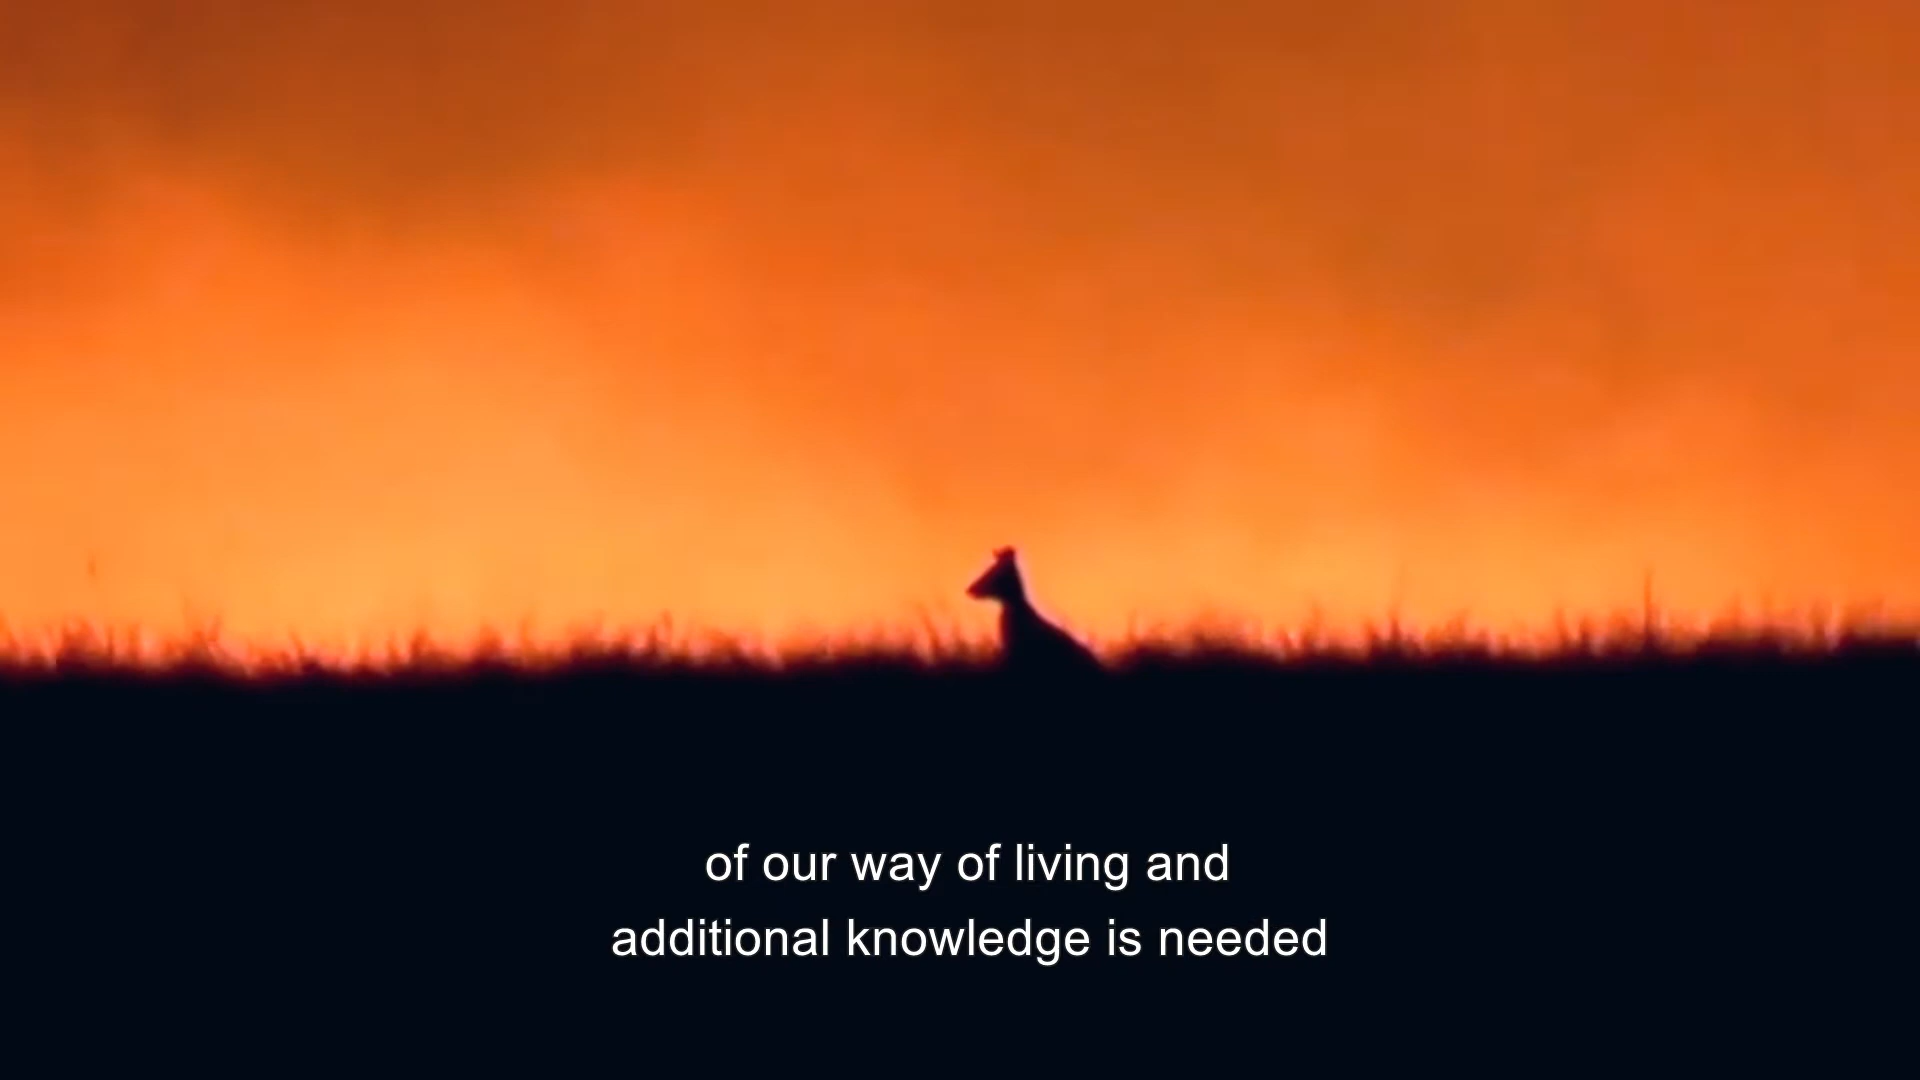 of our way of living and
additional knowledge is needed